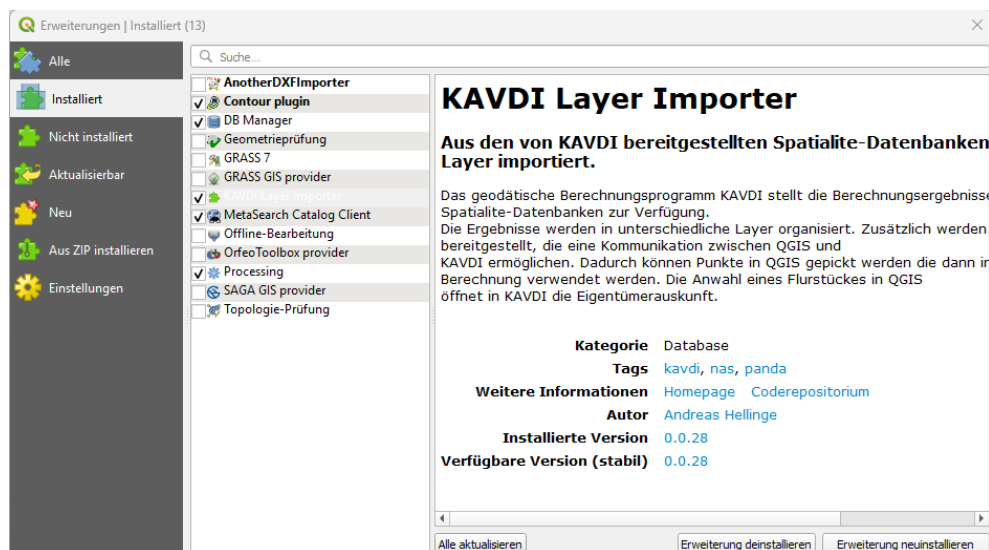 Erweiterungen | Installiert (13)
Alle
Installiert
Nicht installiert
Aktualisierbar
Neu
Aus ZIP installieren
Einstellungen
Suche...
AnotherDXFImporter
Contour plugin
DB Manager
Geometrieprüfung
GRASS 7
GRASS GIS provider
KAVDI Layer Importer
MetaSearch Catalog Client
Offline-Bearbeitung
OrfeoToolbox provider
Processing
SAGA GIS provider
Topologie-Prüfung
KAVDI Layer Importer
Aus den von KAVDI bereitgestellten Spatialite-Datenbanken
Layer importiert.
Das geodätische Berechnungsprogramm KAVDI stellt die Berechnungsergebnisse
Spatialite-Datenbanken zur Verfügung.
Die Ergebnisse werden in unterschiedliche Layer organisiert. Zusätzlich werden
bereitgestellt, die eine Kommunikation zwischen QGIS und
KAVDI ermöglichen. Dadurch können Punkte in QGIS gepickt werden die dann in
Berechnung verwendet werden. Die Anwahl eines Flurstückes in QGIS
öffnet in KAVDI die Eigentümerauskunft.
Kategorie Database
Tags kavdi, nas, panda
Weitere Informationen Homepage Coderepositorium
Autor Andreas Hellinge
Installierte Version 0.0.28
Verfügbare Version (stabil) 0.0.28
Alle aktualisieren Erweiterung deinstallieren Erweiterung neuinstallieren